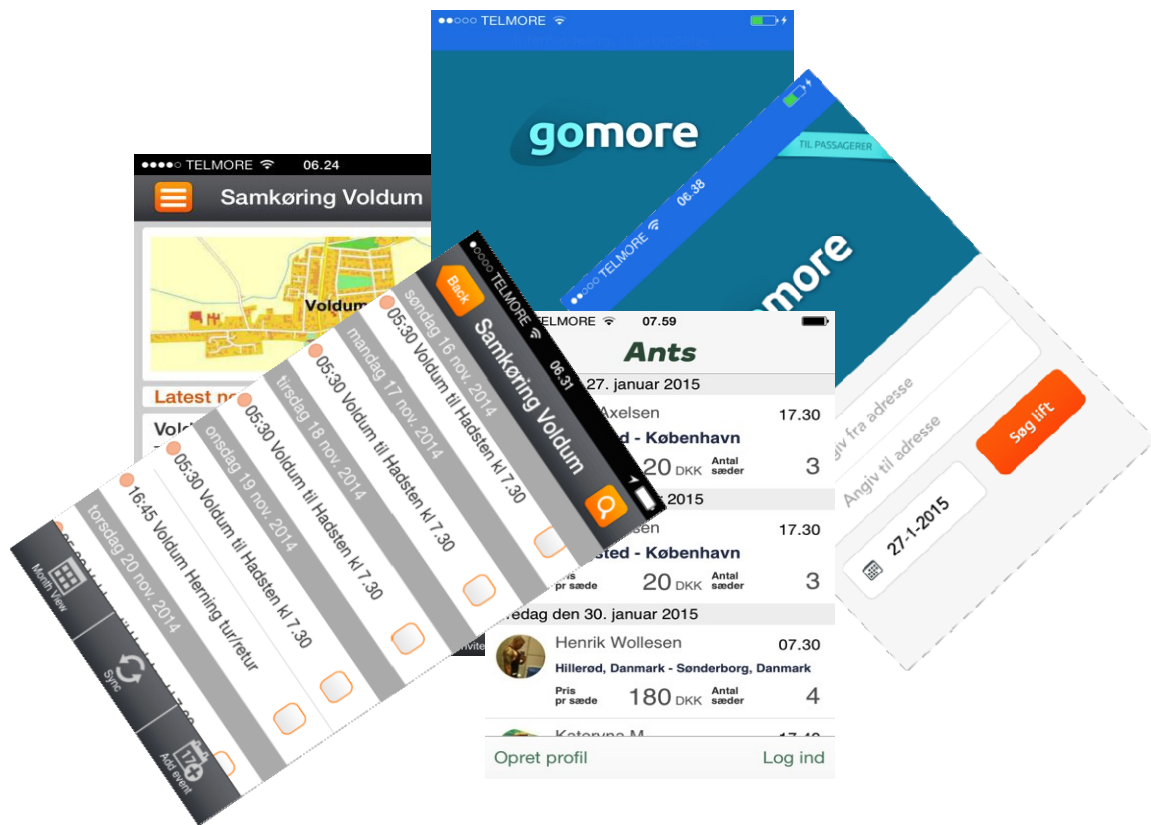 TELMORE
gomore
TELMORE 06.24
Samkøring Voldum
Voldum
Latest
TELMORE 06.38
TIL PASSAGERER
fra adresse
Angiv til adresse
27-1-2015
Søg lift
TELMORE 06.31
Back
Samkøring Voldum
søndag 16 nov. 2014
05:30 Voldum til Hadsten kl 7.30
mandag 17 nov. 2014
05:30 Voldum til Hadsten kl 7.30
tirsdag 18 nov. 2014
05:30 Voldum til Hadsten kl 7.30
onsdag 19 nov. 2014
05:30 Voldum til Hadsten kl 7.30
16:45 Voldum Herning tur/retur
torsdag 20 nov. 2014
Month View
Sync
17+
Add event
07.59
Ants
27. januar 2015
Axelsen 17.30
- København
20 DKK Antal sæder 3
2015
17.30
- København
pr sæde 20 DKK Antal sæder 3
den 30. januar 2015
Henrik Wollesen 07.30
Hillerød, Danmark - Sønderborg, Danmark
Pris pr sæde 180 DKK Antal sæder 4
Kateryna M
Opret profil Log ind